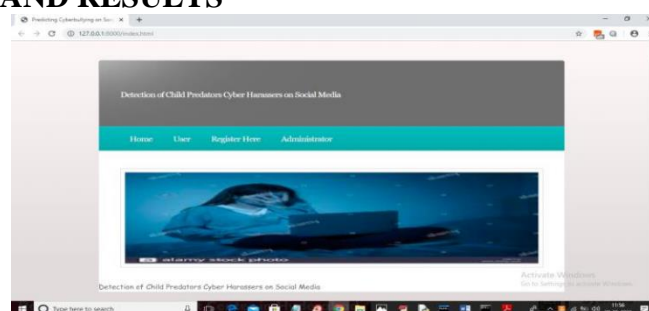 AND RESULTS
Predicting Cyberbullying on Soc
127.0.0.1:8000/index.html
Detection of Child Predators Cyber Harassers on Social Media
Home User Register Here Administrator
alamy stock photo
Detection of Child Predators Cyber Harassers on Social Media
Activate Windows
Go to Settings to activate Windows.
Type here to search
11:56